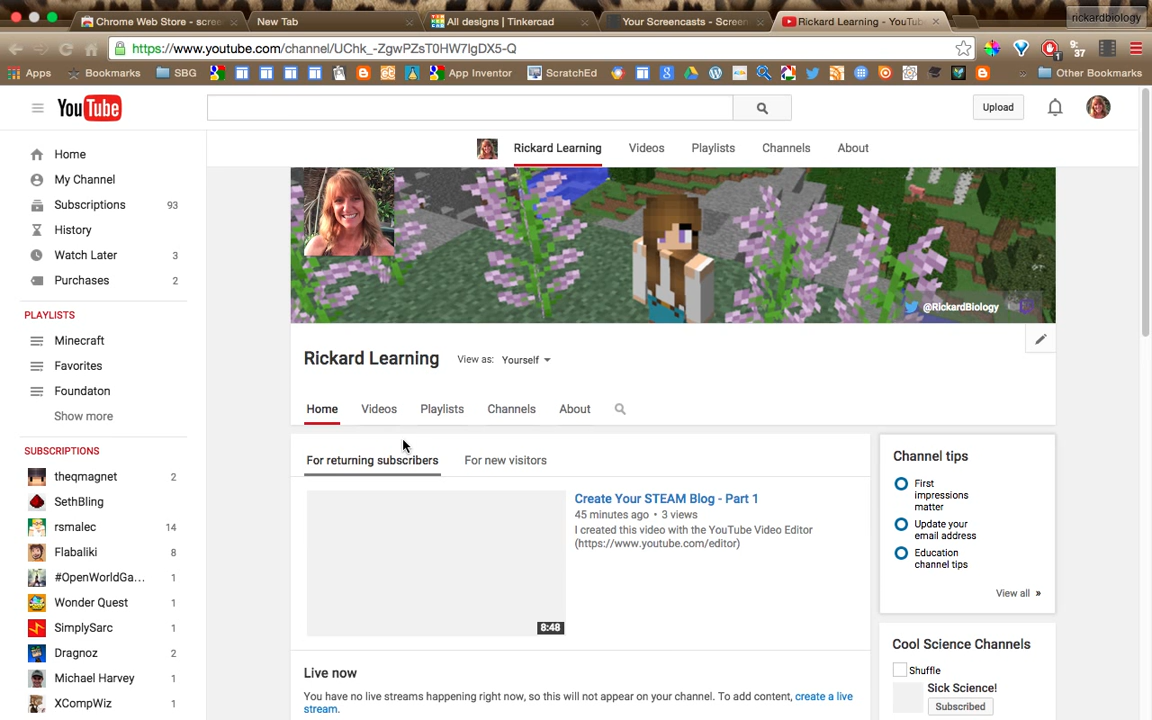 Chrome Web Store - scree
New Tab
All designs | Tinkercad
Your Screencasts - Screen
Rickard Learning - YouTub
rickardbiology
https://www.youtube.com/channel/UChk_-ZgwPZsT0HW7lgDX5-Q
9:37
1
Apps
Bookmarks
SBG
App Inventor
ScratchEd
Other Bookmarks
YouTube
Upload
Home
My Channel
Subscriptions 93
History
Watch Later 3
Purchases 2
PLAYLISTS
Minecraft
Favorites
Foundaton
Show more
SUBSCRIPTIONS
theqmagnet 2
SethBling
rsmalec 14
Flabaliki 8
#OpenWorldGa... 1
Wonder Quest 1
SimplySarc 1
Dragnoz 2
Michael Harvey 1
XCompWiz 1
Rickard Learning Videos Playlists Channels About
@RickardBiology
Rickard Learning View as: Yourself
Home Videos Playlists Channels About
For returning subscribers For new visitors
Create Your STEAM Blog - Part 1
45 minutes ago • 3 views
I created this video with the YouTube Video Editor
(https://www.youtube.com/editor)
8:48
Live now
You have no live streams happening right now, so this will not appear on your channel. To add content, create a live
stream.
Channel tips
First
impressions
matter
Update your
email address
Education
channel tips
View all »
Cool Science Channels
Shuffle
Sick Science!
Subscribed